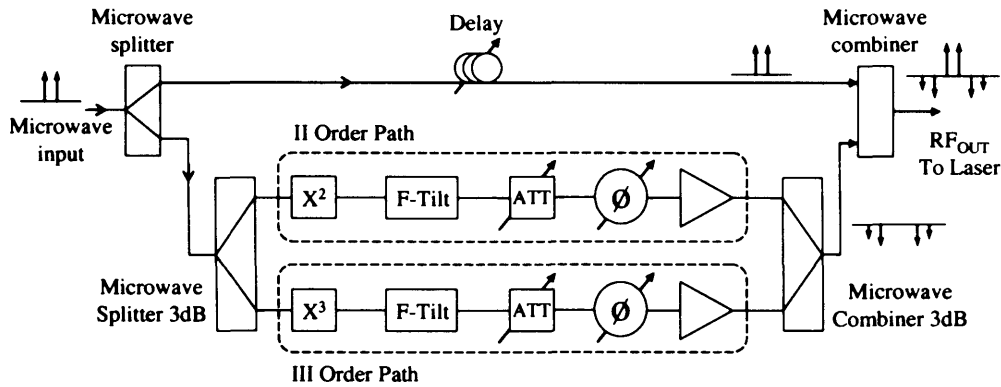 Microwave
splitter
Delay
Microwave
combiner
Microwave
input
RF_OUT
To Laser
II Order Path
X²
F-Tilt
ATT
Ø
Microwave
Splitter 3dB
X³
F-Tilt
ATT
Ø
Microwave
Combiner 3dB
III Order Path